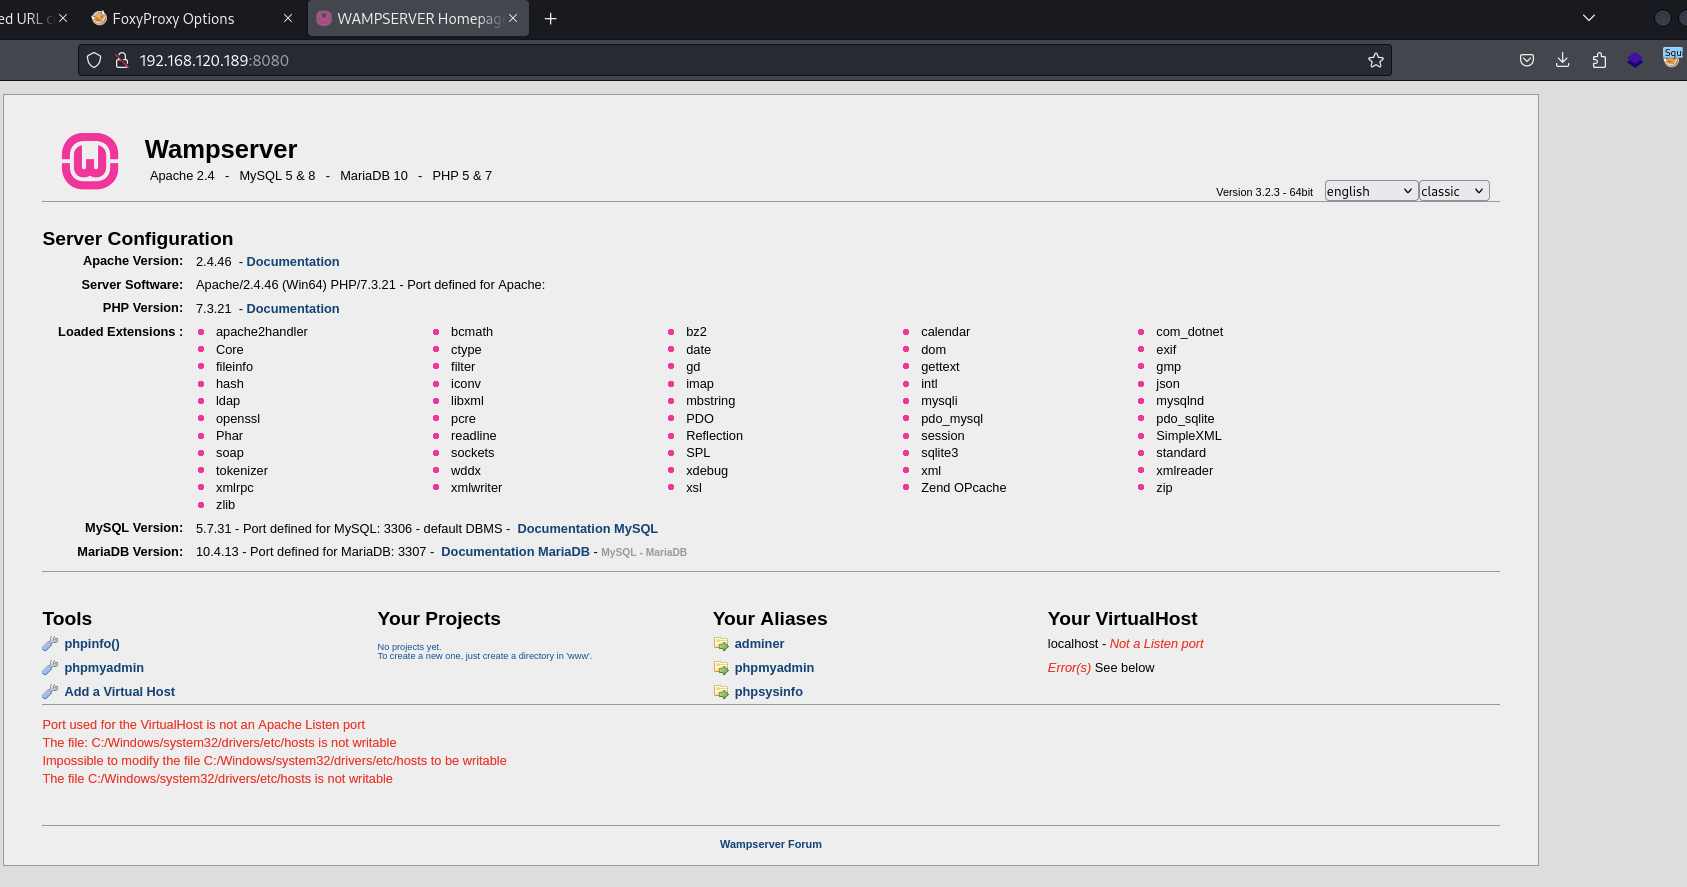 ed URL c
FoxyProxy Options
WAMPSERVER Homepag
192.168.120.189:8080
Squi
Wampserver
Apache 2.4 - MySQL 5 & 8 - MariaDB 10 - PHP 5 & 7
Version 3.2.3 - 64bit english classic
Server Configuration
Apache Version: 2.4.46 - Documentation
Server Software: Apache/2.4.46 (Win64) PHP/7.3.21 - Port defined for Apache:
PHP Version: 7.3.21 - Documentation
Loaded Extensions : apache2handler bcmath bz2 calendar com_dotnet
Core ctype date dom exif
fileinfo filter gd gettext gmp
hash iconv imap intl json
ldap libxml mbstring mysqli mysqlnd
openssl pcre PDO pdo_mysql pdo_sqlite
Phar readline Reflection session SimpleXML
soap sockets SPL sqlite3 standard
tokenizer wddx xdebug xml xmlreader
xmlrpc xmlwriter xsl Zend OPcache zip
zlib
MySQL Version: 5.7.31 - Port defined for MySQL: 3306 - default DBMS - Documentation MySQL
MariaDB Version: 10.4.13 - Port defined for MariaDB: 3307 - Documentation MariaDB - MySQL - MariaDB
Tools
phpinfo()
phpmyadmin
Add a Virtual Host
Your Projects
No projects yet.
To create a new one, just create a directory in 'www'.
Your Aliases
adminer
phpmyadmin
phpsysinfo
Your VirtualHost
localhost - Not a Listen port
Error(s) See below
Port used for the VirtualHost is not an Apache Listen port
The file: C:/Windows/system32/drivers/etc/hosts is not writable
Impossible to modify the file C:/Windows/system32/drivers/etc/hosts to be writable
The file C:/Windows/system32/drivers/etc/hosts is not writable
Wampserver Forum